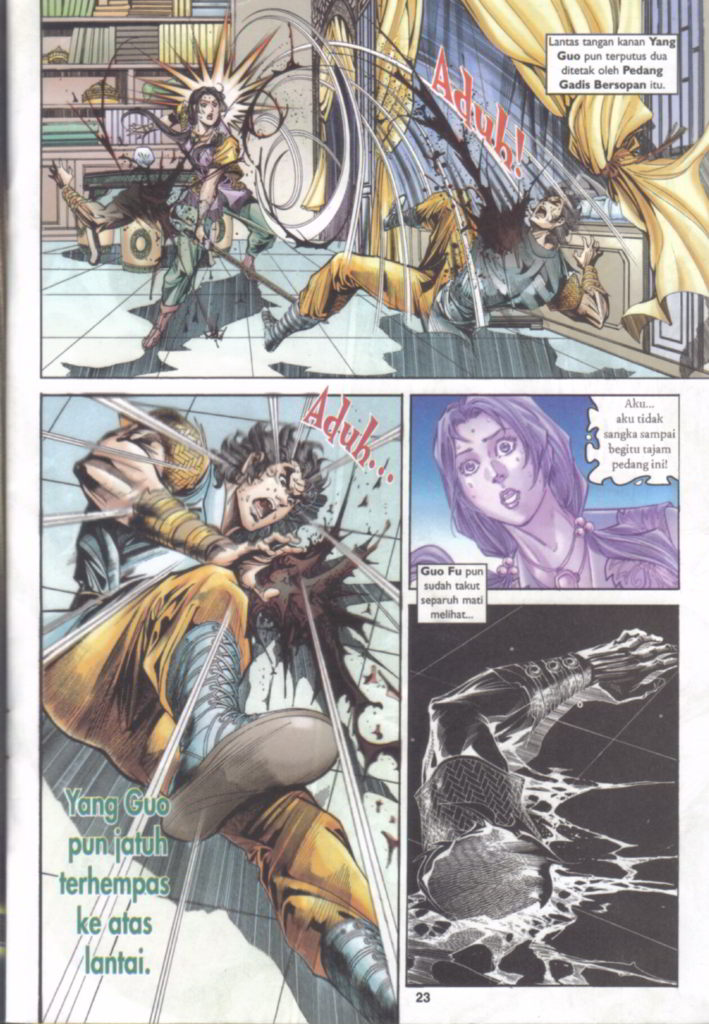 Lantas tangan kanan Yang
Guo pun terputus dua
ditetak oleh Pedang
Gadis Bersopan itu.
Aduh!
Aduh...
Aku...
aku tidak
sangka sampai
begitu tajam
pedang ini!
Guo Fu pun
sudah takut
separuh mati
melihat...
Yang Guo
pun jatuh
terhempas
ke atas
lantai.
23